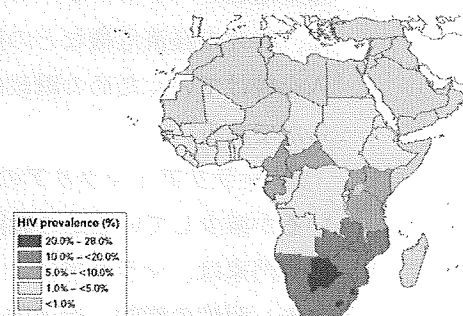 HIV prevalence (%)
20.0% – 28.0%
10.0% – <20.0%
5.0% – <10.0%
1.0% – <5.0%
<1.0%